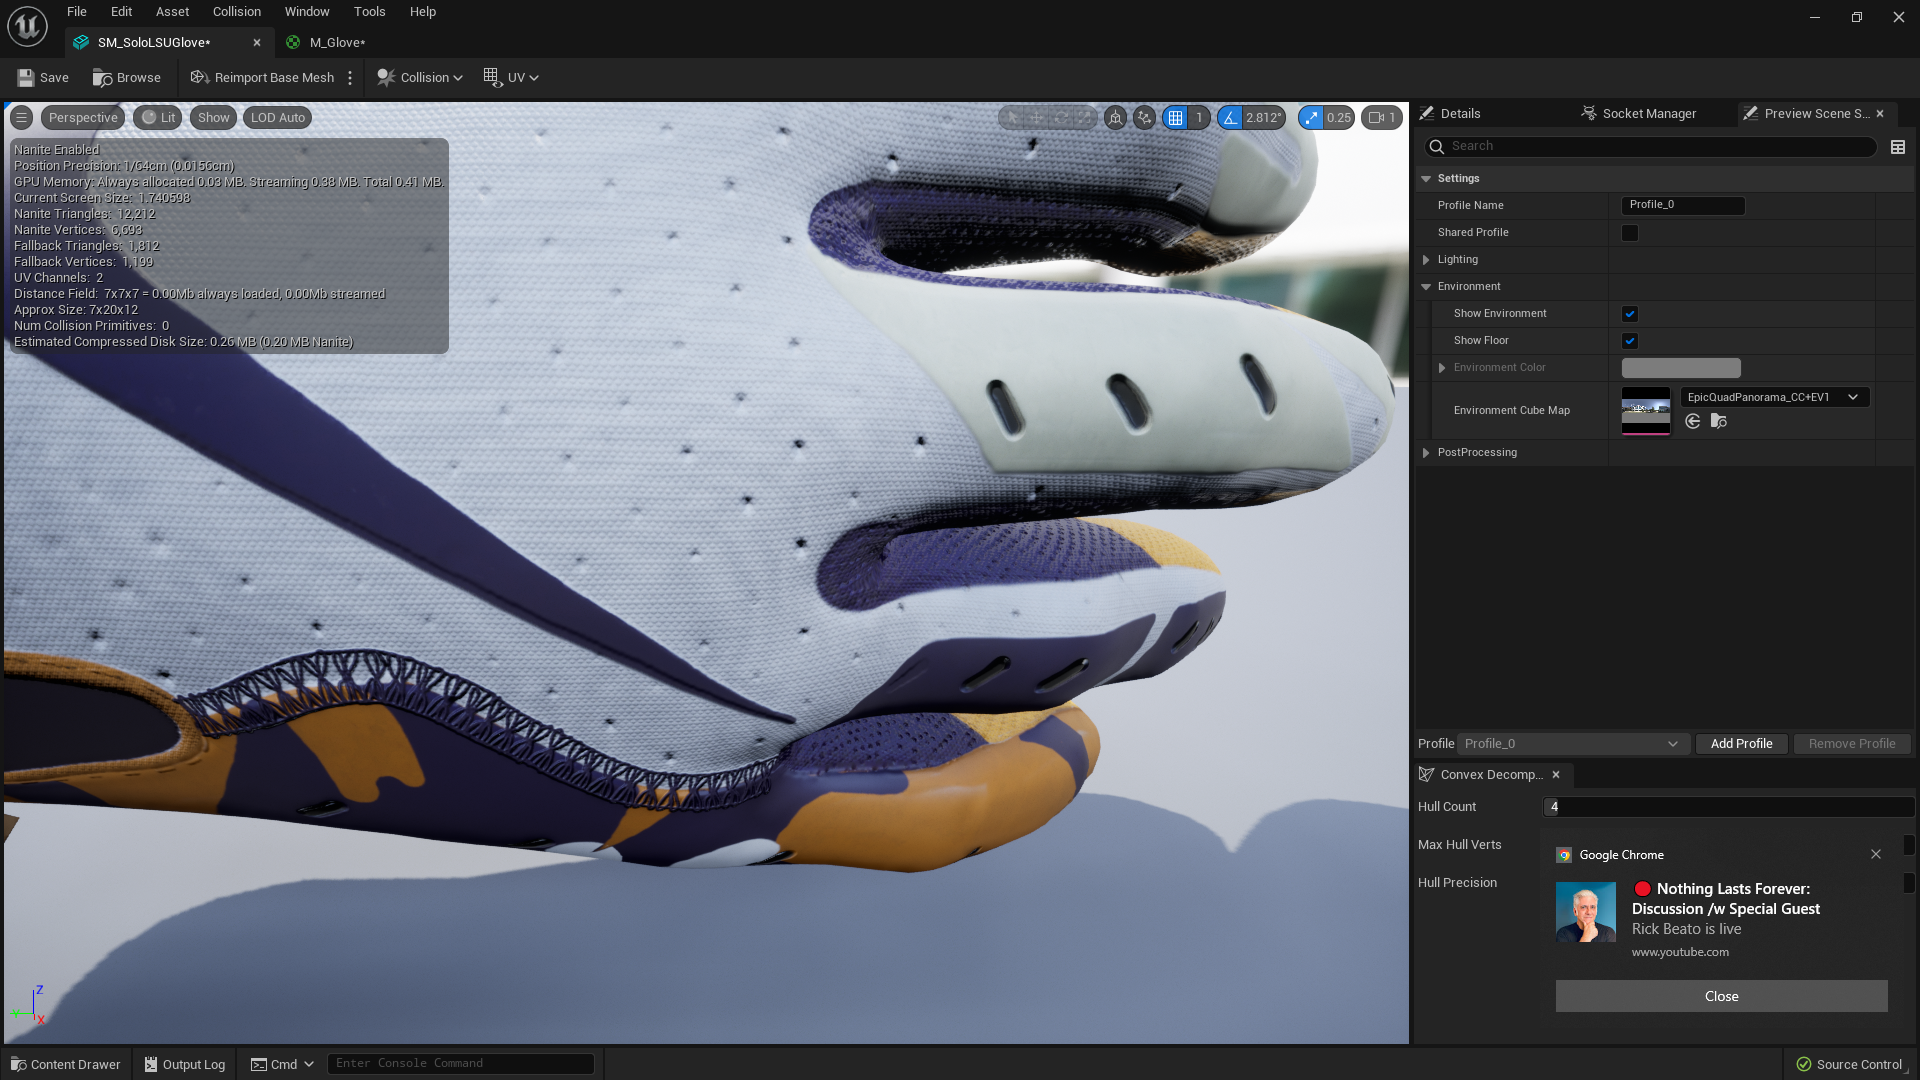 File Edit Asset Collision Window Tools Help
SM_SoloLSUGlove*
M_Glove*
Save
Browse
Reimport Base Mesh
Collision
UV
Perspective
Lit
Show
LOD Auto
1
2.812°
0.25
1
Nanite Enabled
Position Precision: 1/64cm (0.0156cm)
GPU Memory: Always allocated 0.03 MB. Streaming 0.38 MB. Total 0.41 MB.
Current Screen Size: 1.740598
Nanite Triangles: 12,212
Nanite Vertices: 6,693
Fallback Triangles: 1,812
Fallback Vertices: 1,199
UV Channels: 2
Distance Field: 7x7x7 = 0.00Mb always loaded, 0.00Mb streamed
Approx Size: 7x20x12
Num Collision Primitives: 0
Estimated Compressed Disk Size: 0.26 MB (0.20 MB Nanite)
Z
Y
X
Details
Socket Manager
Preview Scene S...
Search
Settings
Profile Name
Profile_0
Shared Profile
Lighting
Environment
Show Environment
Show Floor
Environment Color
Environment Cube Map
EpicQuadPanorama_CC+EV1
PostProcessing
Profile
Profile_0
Add Profile
Remove Profile
Convex Decomp...
Hull Count
4
Max Hull Verts
Hull Precision
Google Chrome
Nothing Lasts Forever:
Discussion /w Special Guest
Rick Beato is live
www.youtube.com
Close
Content Drawer
Output Log
Cmd
Enter Console Command
Source Control